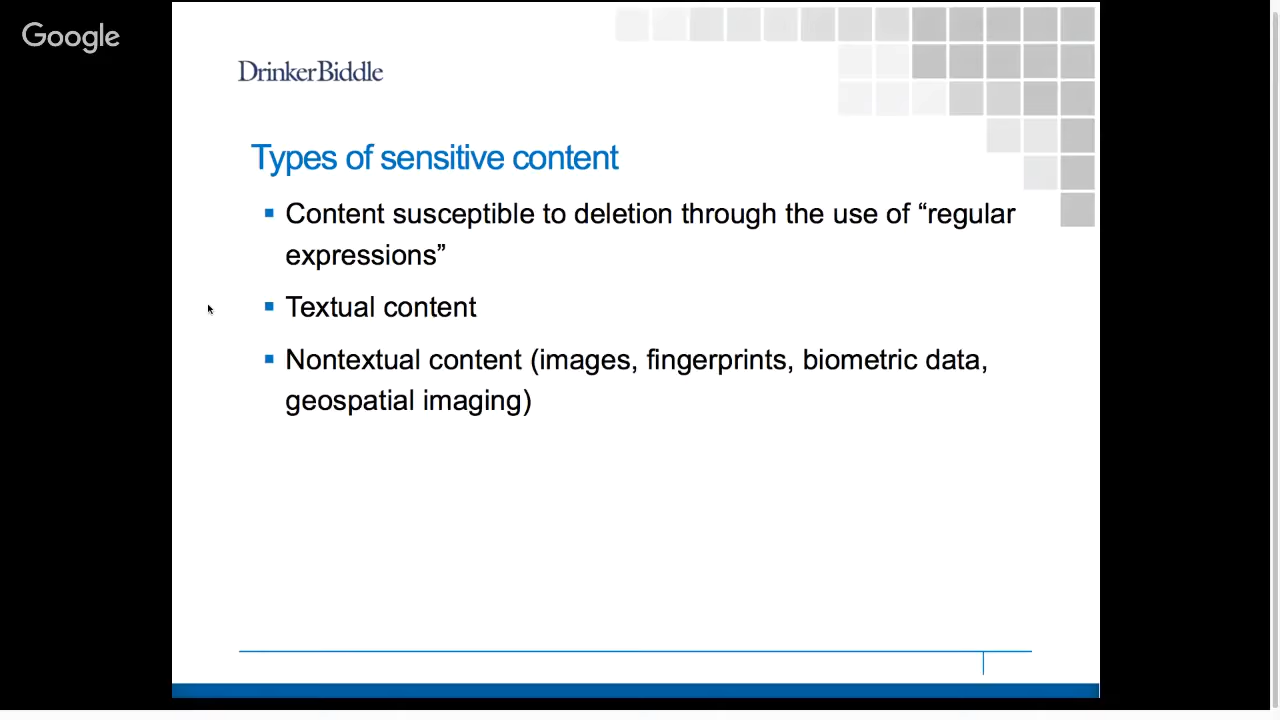 Google
DrinkerBiddle
Types of sensitive content
Content susceptible to deletion through the use of “regular
expressions”
Textual content
Nontextual content (images, fingerprints, biometric data,
geospatial imaging)